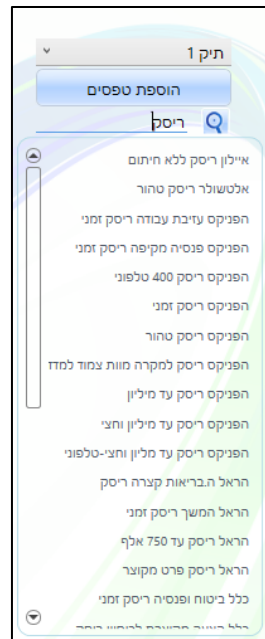 תיק 1
הוספת טפסים
ריסק
איילון ריסק ללא חיתום
אלטשולר ריסק טהור
הפניקס עזיבת עבודה ריסק זמני
הפניקס פנסיה מקיפה ריסק זמני
הפניקס ריסק 400 טלפוני
הפניקס ריסק זמני
הפניקס ריסק טהור
הפניקס ריסק למקרה מוות צמוד למדד
הפניקס ריסק עד מיליון
הפניקס ריסק עד מיליון וחצי
הפניקס ריסק עד מליון וחצי-טלפוני
הראל ה.בריאות קצרה ריסק
הראל המשך ריסק זמני
הראל ריסק עד 750 אלף
הראל ריסק פרט מקוצר
כלל ביטוח ופנסיה ריסק זמני